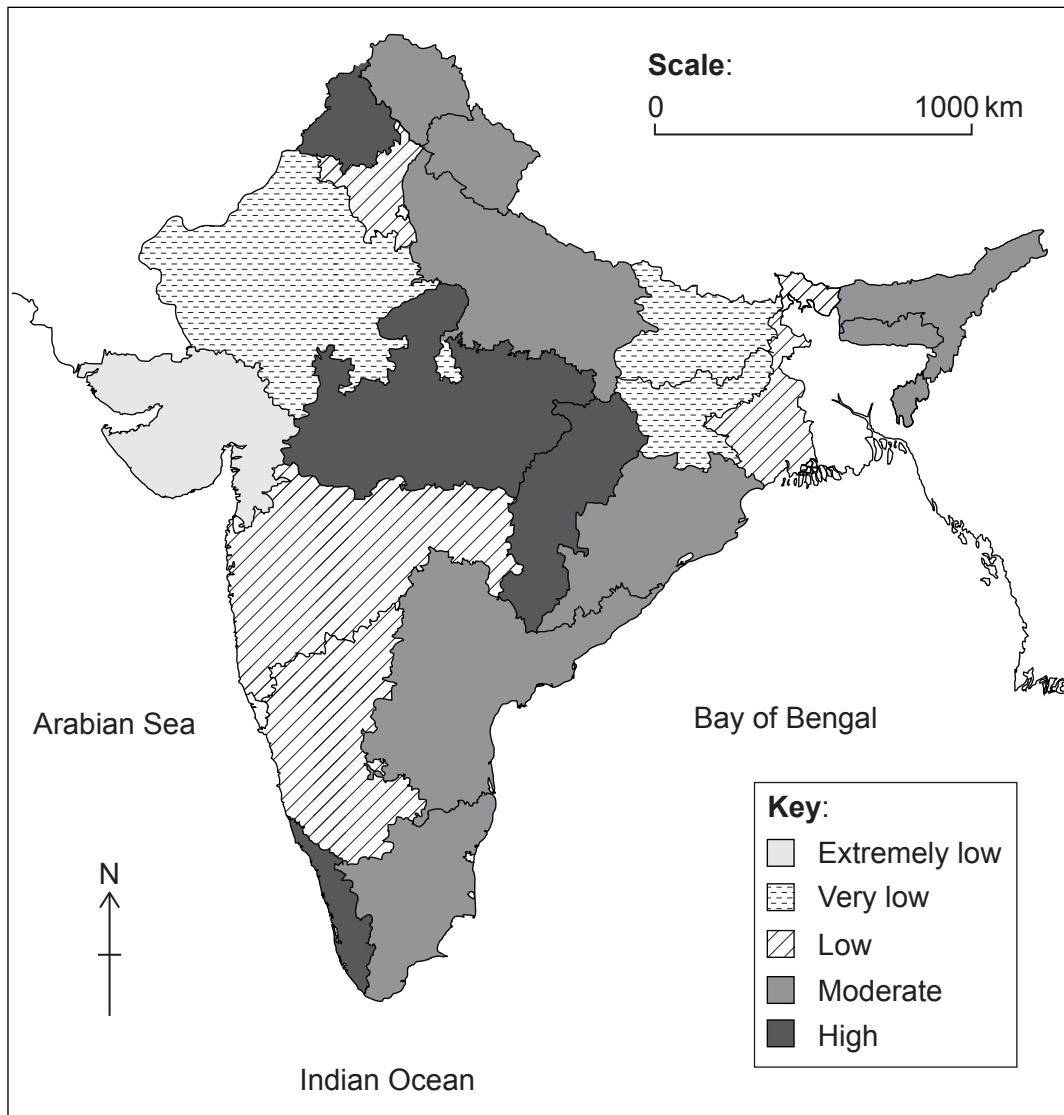 Scale:
0 1000 km
Arabian Sea
Bay of Bengal
Key:
Extremely low
Very low
Low
Moderate
High
N
Indian Ocean